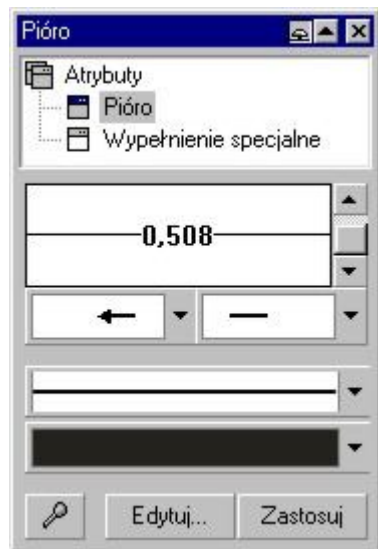 Pióro
Atrybuty
Pióro
Wypełnienie specjalne
0,508
Edytuj...
Zastosuj